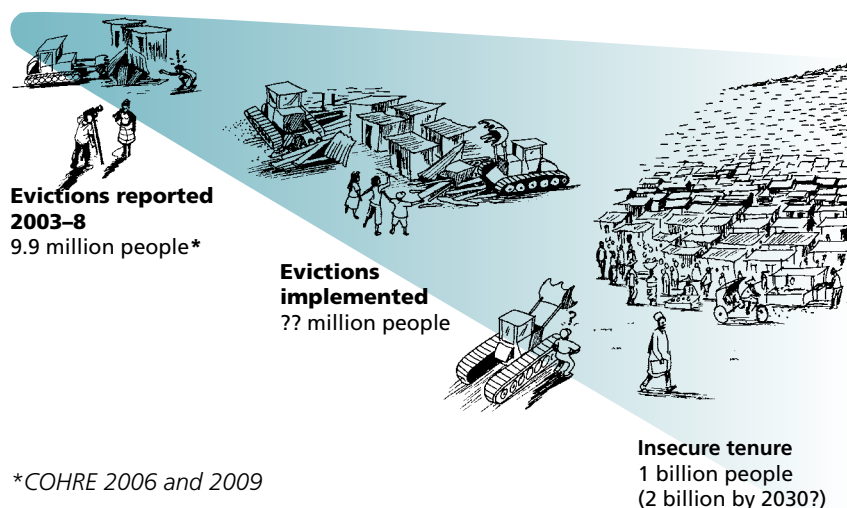 Evictions reported
2003–8
9.9 million people*
Evictions
implemented
?? million people
Insecure tenure
1 billion people
(2 billion by 2030?)
*COHRE 2006 and 2009